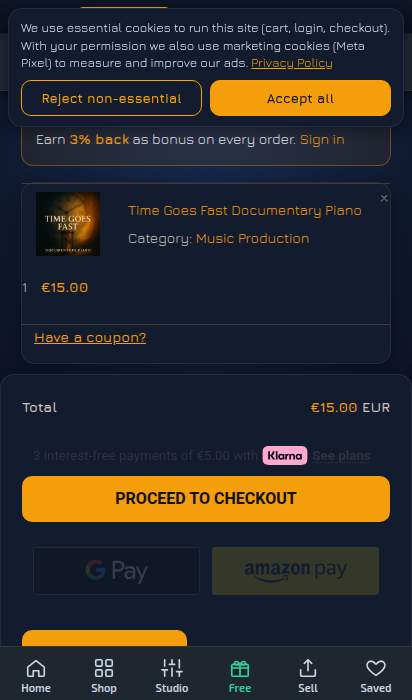 We use essential cookies to run this site (cart, login, checkout).
With your permission we also use marketing cookies (Meta
Pixel) to measure and improve our ads. Privacy Policy
Reject non-essential
Accept all
Earn 3% back as bonus on every order. Sign in
TIME GOES
FAST
DOCUMENTARY PIANO
Time Goes Fast Documentary Piano
×
Category: Music Production
1 €15.00
Have a coupon?
Total €15.00 EUR
3 interest-free payments of €5.00 with Klarna See plans
PROCEED TO CHECKOUT
G Pay
amazon pay
Home
Shop
Studio
Free
Sell
Saved